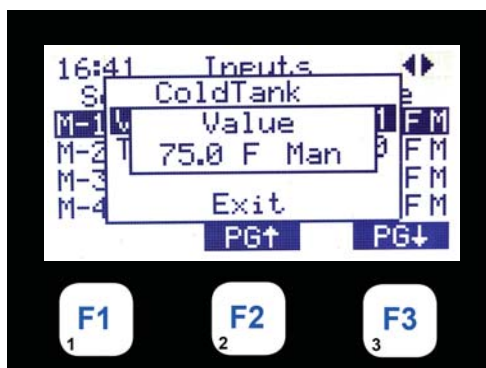 16:41 Inputs
ColdTank
Value
M-1 F M
75.0 F Man
M-2 T F M
M-3 F M
Exit
M-4 F M
PG↑ PG↓
F1 F2 F3
1 2 3